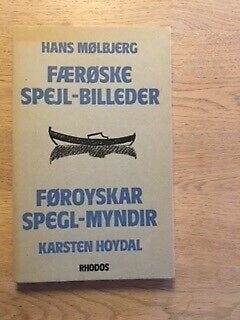 HANS MØLBJERG
FÆRØSKE
SPEJL-BILLEDER
FØROYSKAR
SPEGL-MYNDIR
KARSTEN HOYDAL
RHODOS